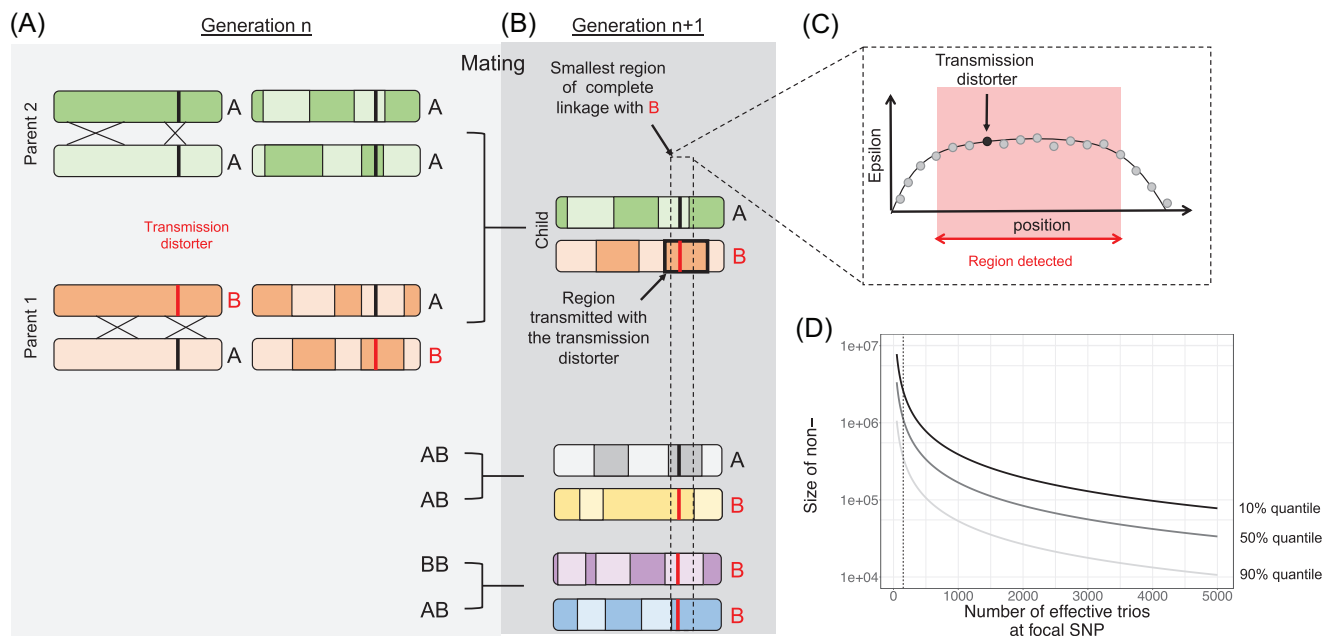 (A)
Generation n
Parent 2
A
A
A
A
Transmission
distorter
Parent 1
B
A
A
B
(B)
Generation n+1
Mating
Smallest region
of complete
linkage with B
Child
A
B
Region
transmitted with
the transmission
distorter
AB
AB
A
B
BB
AB
B
B
(C)
Transmission
distorter
Epsilon
position
Region detected
(D)
Size of non-
1e+07
1e+06
1e+05
1e+04
0
1000
2000
3000
4000
5000
10% quantile
50% quantile
90% quantile
Number of effective trios
at focal SNP